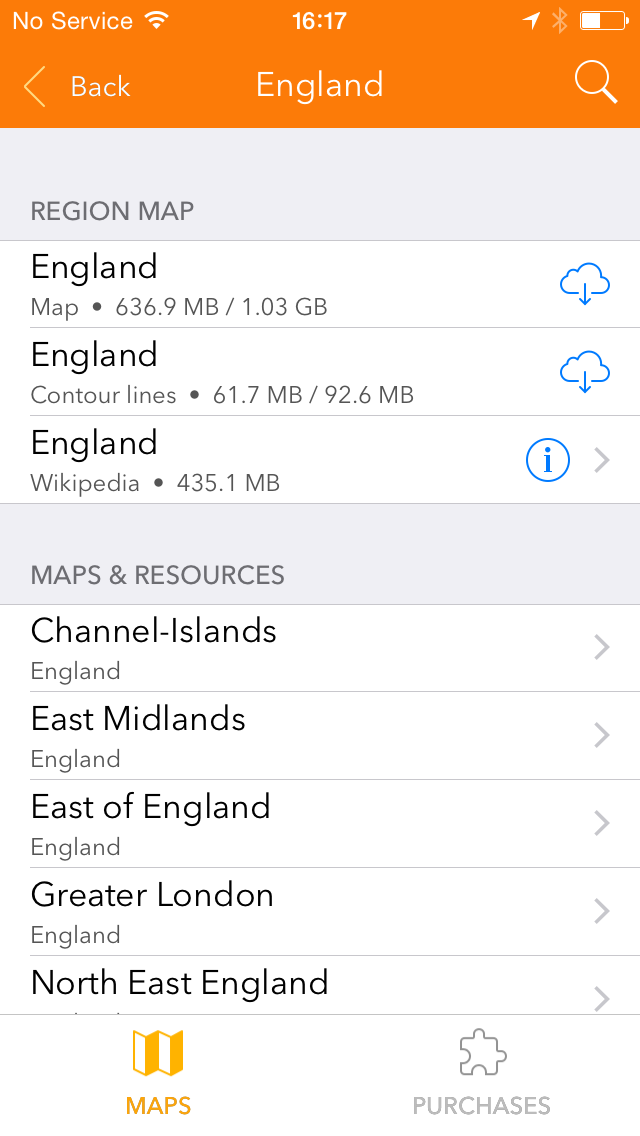 No Service 16:17
Back England
REGION MAP
England
Map • 636.9 MB / 1.03 GB
England
Contour lines • 61.7 MB / 92.6 MB
England
Wikipedia • 435.1 MB
i
MAPS & RESOURCES
Channel-Islands
England
East Midlands
England
East of England
England
Greater London
England
North East England
MAPS PURCHASES